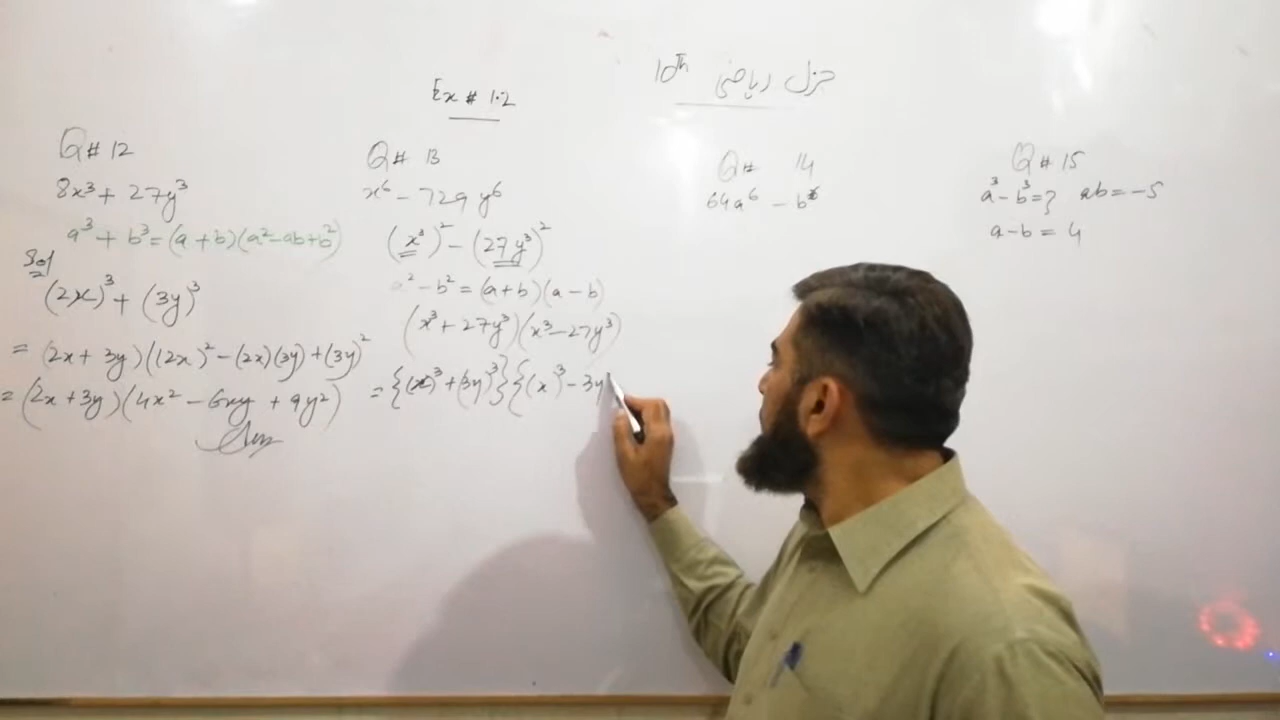 10th جنرل ریاضی
Ex # 1.2
Q# 12
8x³ + 27y³
a³ + b³ = (a + b)(a² - ab + b²)
Sol
(2x)³ + (3y)³
= (2x + 3y)((2x)² - (2x)(3y) + (3y)²
= (2x + 3y)(4x² - 6xy + 9y²)
Ans
Q# 13
x⁶ - 729y⁶
(x³)² - (27y³)²
a² - b² = (a + b)(a - b)
(x³ + 27y³)(x³ - 27y³)
= {(x)³ + (3y)³}{(x)³ - 3y
Q# 14
64a⁶ - b⁶
Q# 15
a³ - b³ = ? ab = -5
a - b = 4